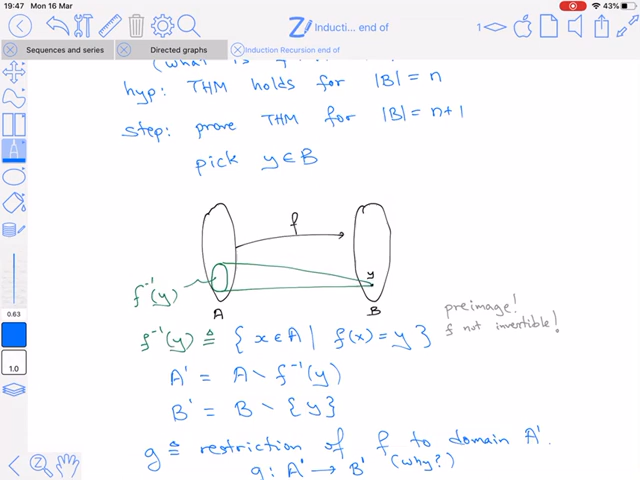 19:47 Mon 16 Mar
43%
Inducti… end of
1
Sequences and series
Directed graphs
Induction Recursion end of
hyp: THM holds for |B| = n
step: prove THM for |B| = n+1
pick y ∈ B
f
y
f⁻¹(y)
A
B
f⁻¹(y) ≜ { x ∈ A | f(x) = y }
preimage!
f not invertible!
A' = A \ f⁻¹(y)
B' = B \ {y}
g ≜ restriction of f to domain A'.
g: A' → B' (why?)
0.63
1.0